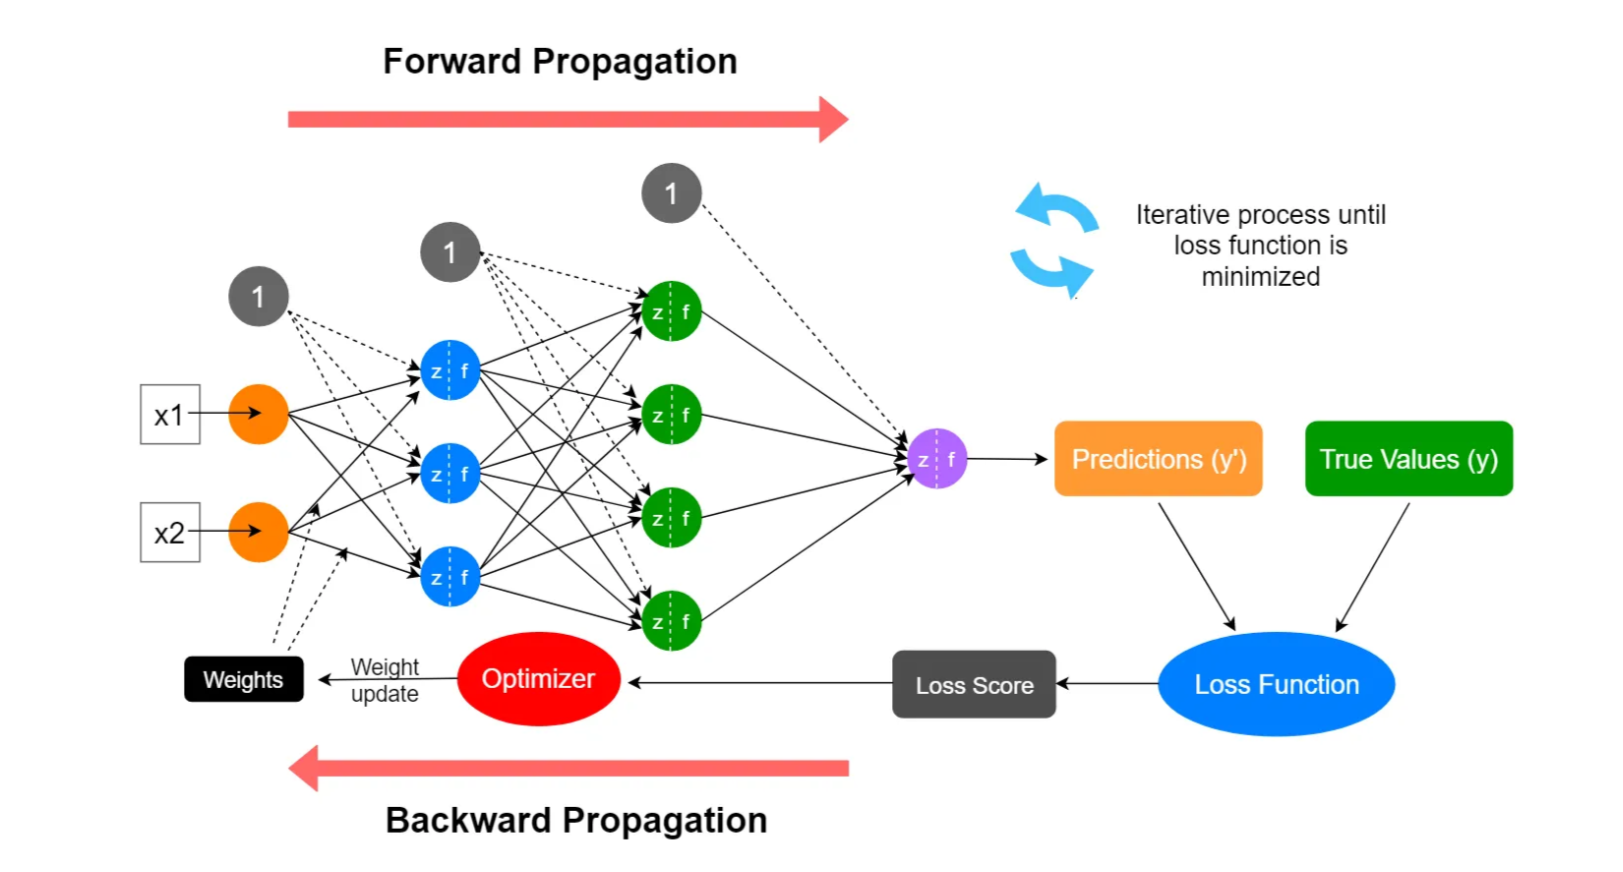 Forward Propagation
1
1
1
Iterative process until
loss function is
minimized
z f
z f
x1
z f
z f
z f
Predictions (y')
True Values (y)
z f
x2
z f
z f
z f
Weights
Weight
update
Optimizer
Loss Score
Loss Function
Backward Propagation